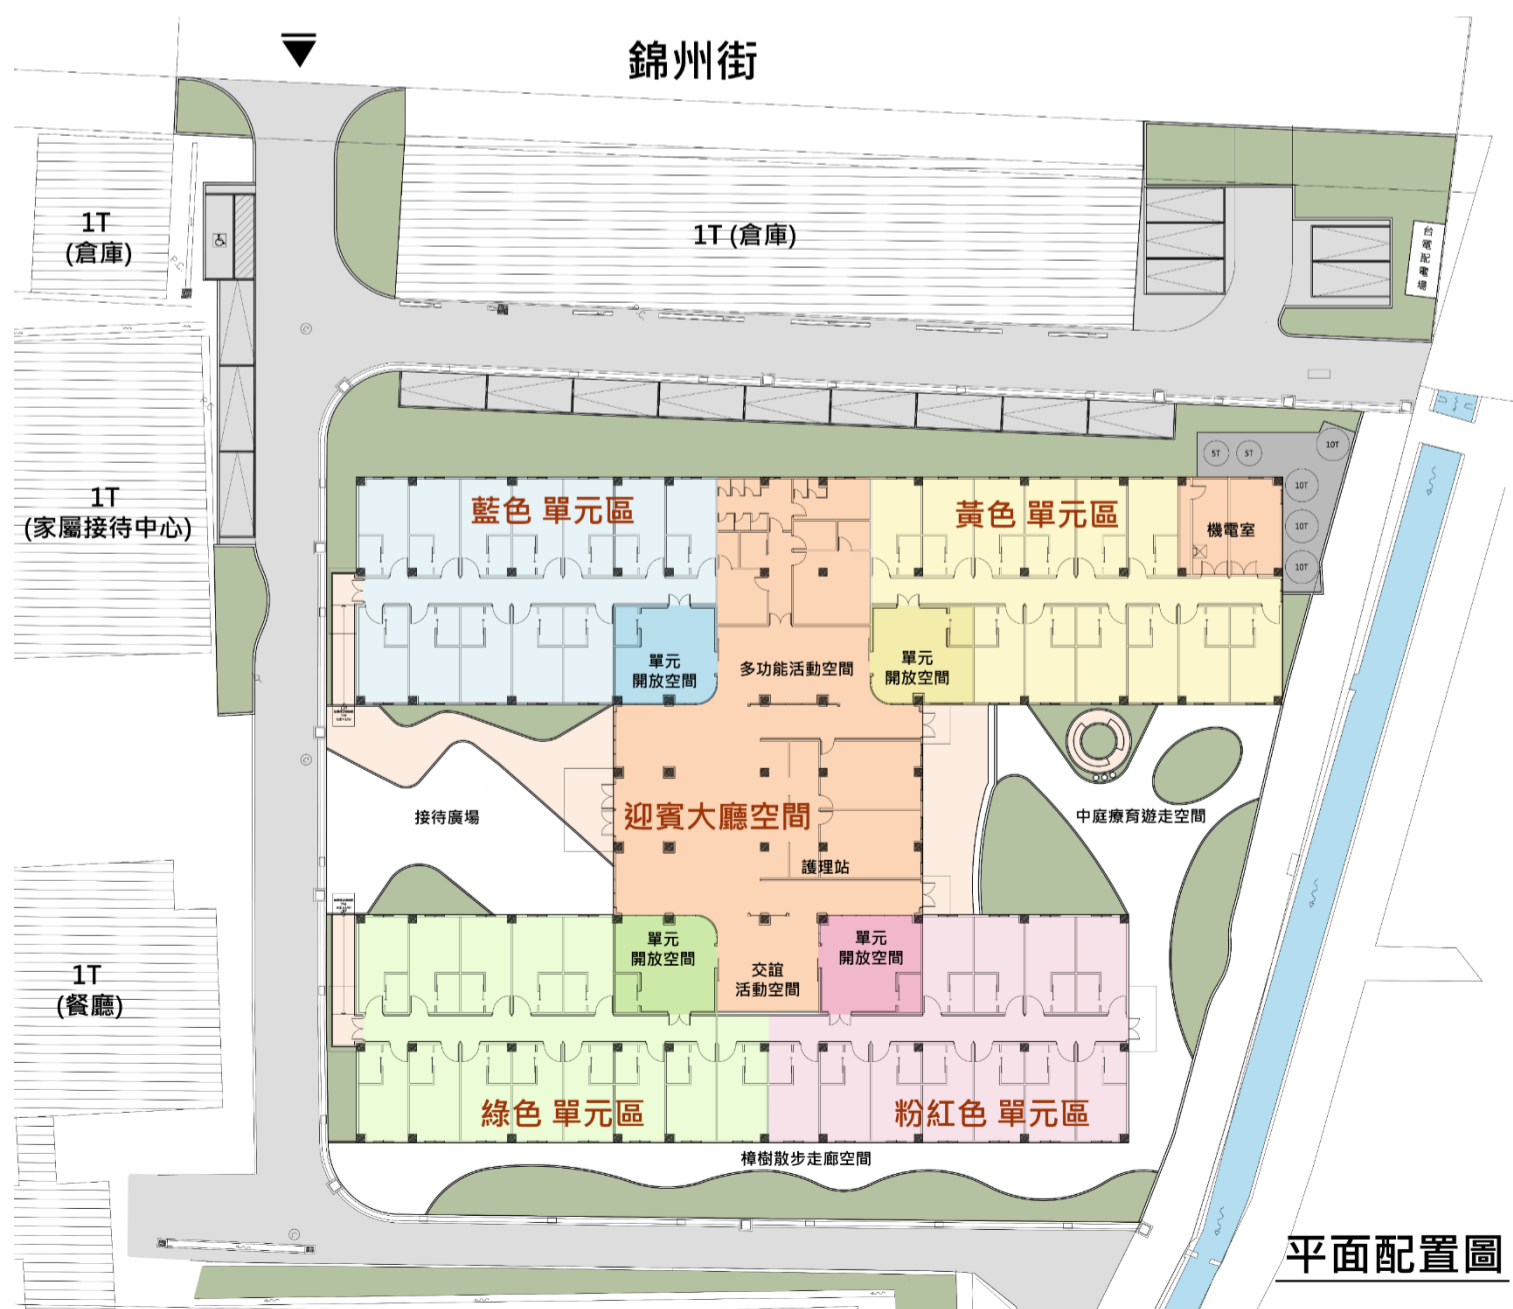 錦州街
1T
(倉庫)
1T (倉庫)
台電配電場
5T
5T
10T
10T
10T
10T
1T
(家屬接待中心)
藍色 單元區
黃色 單元區
機電室
單元
開放空間
多功能活動空間
單元
開放空間
接待廣場
迎賓大廳空間
中庭療育遊走空間
護理站
單元
開放空間
單元
開放空間
交誼
活動空間
1T
(餐廳)
綠色 單元區
粉紅色 單元區
樟樹散步走廊空間
平面配置圖